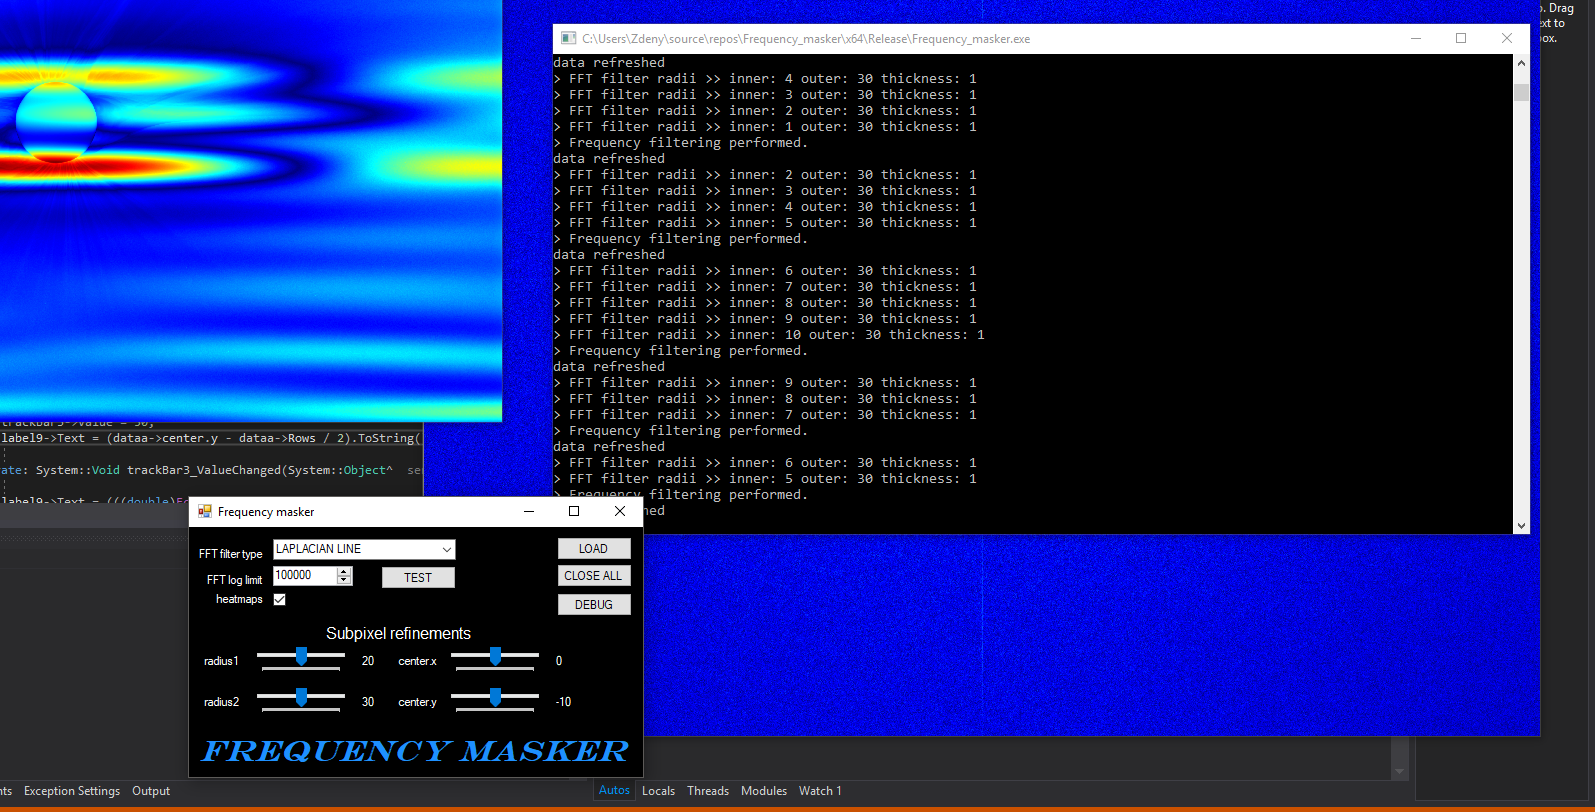 o. Drag
ext to
box.
C:\Users\Zdeny\source\repos\Frequency_masker\x64\Release\Frequency_masker.exe
data refreshed
> FFT filter radii >> inner: 4 outer: 30 thickness: 1
> FFT filter radii >> inner: 3 outer: 30 thickness: 1
> FFT filter radii >> inner: 2 outer: 30 thickness: 1
> FFT filter radii >> inner: 1 outer: 30 thickness: 1
> Frequency filtering performed.
data refreshed
> FFT filter radii >> inner: 2 outer: 30 thickness: 1
> FFT filter radii >> inner: 3 outer: 30 thickness: 1
> FFT filter radii >> inner: 4 outer: 30 thickness: 1
> FFT filter radii >> inner: 5 outer: 30 thickness: 1
> Frequency filtering performed.
data refreshed
> FFT filter radii >> inner: 6 outer: 30 thickness: 1
> FFT filter radii >> inner: 7 outer: 30 thickness: 1
> FFT filter radii >> inner: 8 outer: 30 thickness: 1
> FFT filter radii >> inner: 9 outer: 30 thickness: 1
> FFT filter radii >> inner: 10 outer: 30 thickness: 1
> Frequency filtering performed.
data refreshed
> FFT filter radii >> inner: 9 outer: 30 thickness: 1
> FFT filter radii >> inner: 8 outer: 30 thickness: 1
> FFT filter radii >> inner: 7 outer: 30 thickness: 1
> Frequency filtering performed.
data refreshed
> FFT filter radii >> inner: 6 outer: 30 thickness: 1
> FFT filter radii >> inner: 5 outer: 30 thickness: 1
> Frequency filtering performed.
hed
trackBar3->Value = 50;
label9->Text = (dataa->center.y - dataa->Rows / 2).ToString(
rate: System::Void trackBar3_ValueChanged(System::Object^ se
label9->Text = (((double)
Frequency masker
FFT filter type
LAPLACIAN LINE
LOAD
FFT log limit
100000
TEST
CLOSE ALL
heatmaps
DEBUG
Subpixel refinements
radius1
20
center.x
0
radius2
30
center.y
-10
FREQUENCY MASKER
nts
Exception Settings
Output
Autos
Locals
Threads
Modules
Watch 1